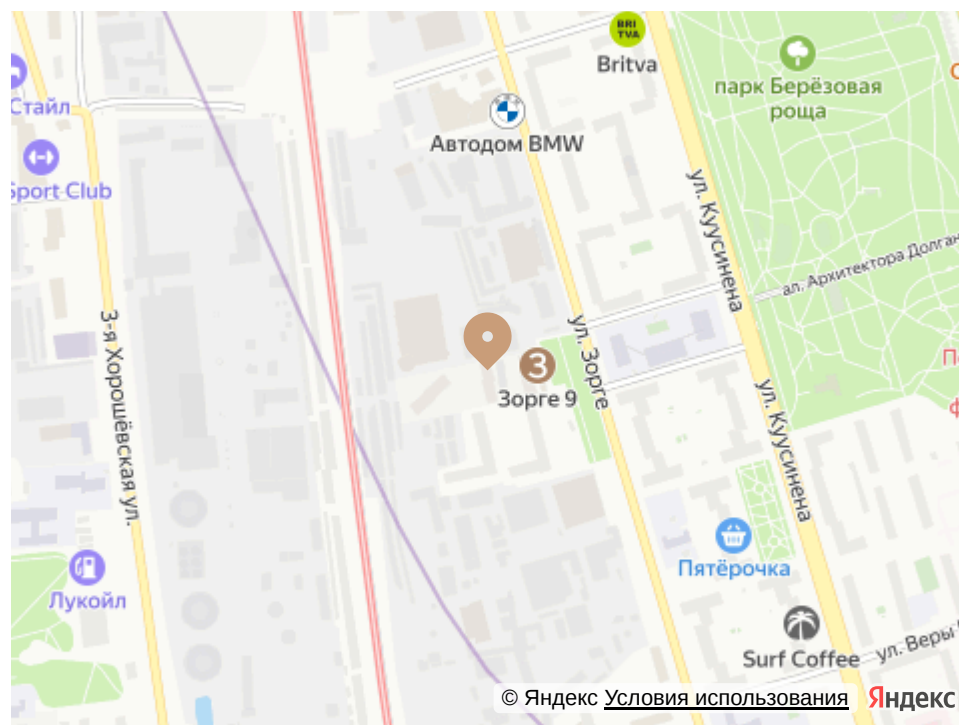 BRI
TVA
Britva
Стайл
парк Берёзовая
роща
Автодом BMW
Sport Club
ул. Куусинена
ал. Архитектора Долган
3-я Хорошёвская ул.
ул. Зорге
З
Зорге 9
ул. Куусинена
Пятёрочка
Лукойл
Surf Coffee
ул. Веры
© Яндекс Условия использования
Яндекс